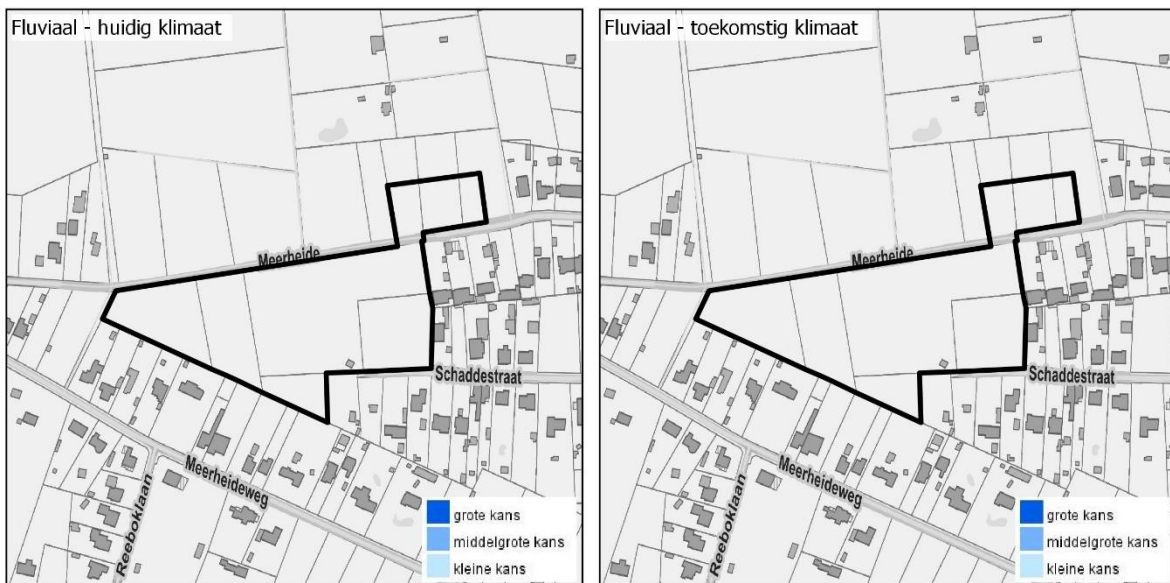 Fluviaal - huidig klimaat
Meerheide
Schaddestraat
Meerheideweg
Reeboklaan
grote kans
middelgrote kans
kleine kans
Fluviaal - toekomstig klimaat
Meerheide
Schaddestraat
Meerheideweg
Reeboklaan
grote kans
middelgrote kans
kleine kans